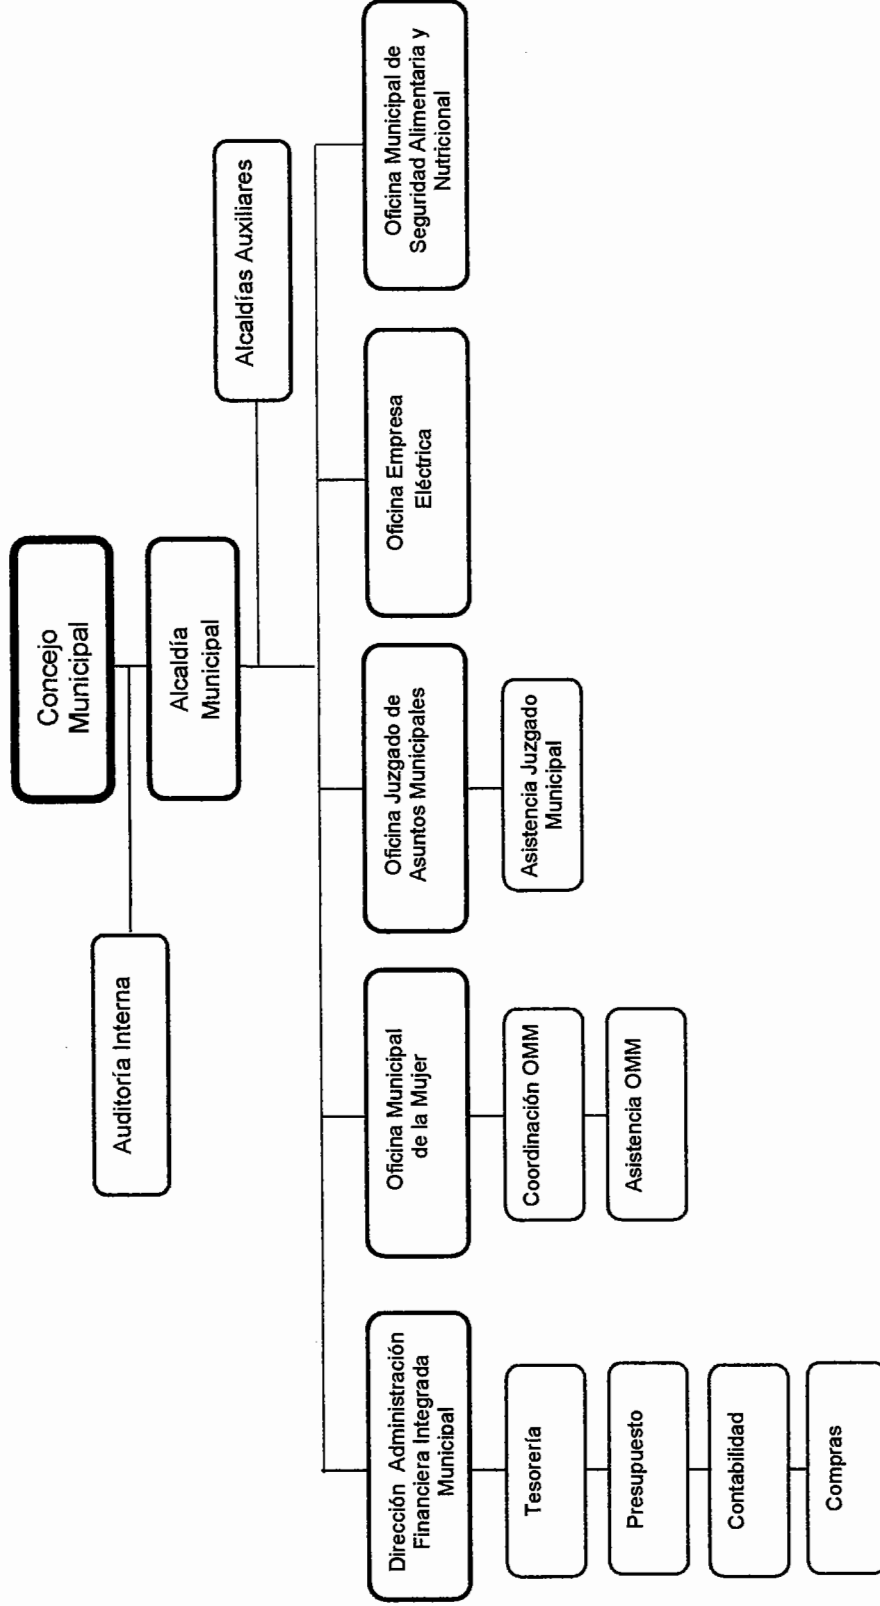 Concejo
Municipal
Auditoría Interna
Alcaldía
Municipal
Alcaldías Auxiliares
Dirección Administración
Financiera Integrada
Municipal
Oficina Municipal
de la Mujer
Oficina Juzgado de
Asuntos Municipales
Oficina Empresa
Eléctrica
Oficina Municipal de
Seguridad Alimentaria y
Nutricional
Tesorería
Coordinación OMM
Asistencia Juzgado
Municipal
Presupuesto
Asistencia OMM
Contabilidad
Compras